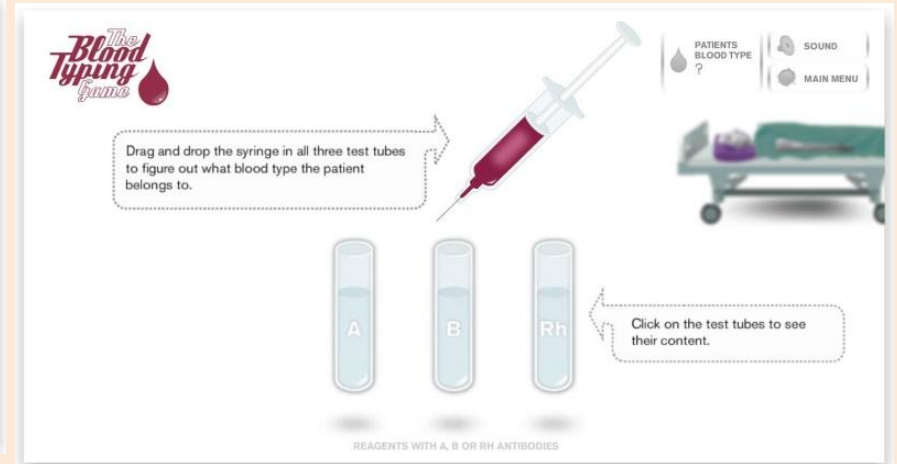 The
Blood
Typing
Game
PATIENTS
BLOOD TYPE
?
SOUND
MAIN MENU
Drag and drop the syringe in all three test tubes
to figure out what blood type the patient
belongs to.
A
B
Rh
Click on the test tubes to see
their content.
REAGENTS WITH A, B OR RH ANTIBODIES